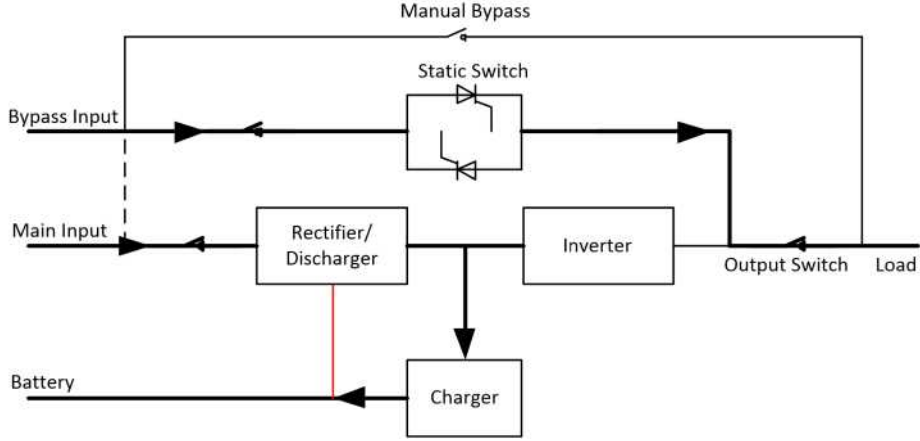 Manual Bypass
Static Switch
Bypass Input
Main Input
Rectifier/
Discharger
Inverter
Output Switch
Load
Battery
Charger